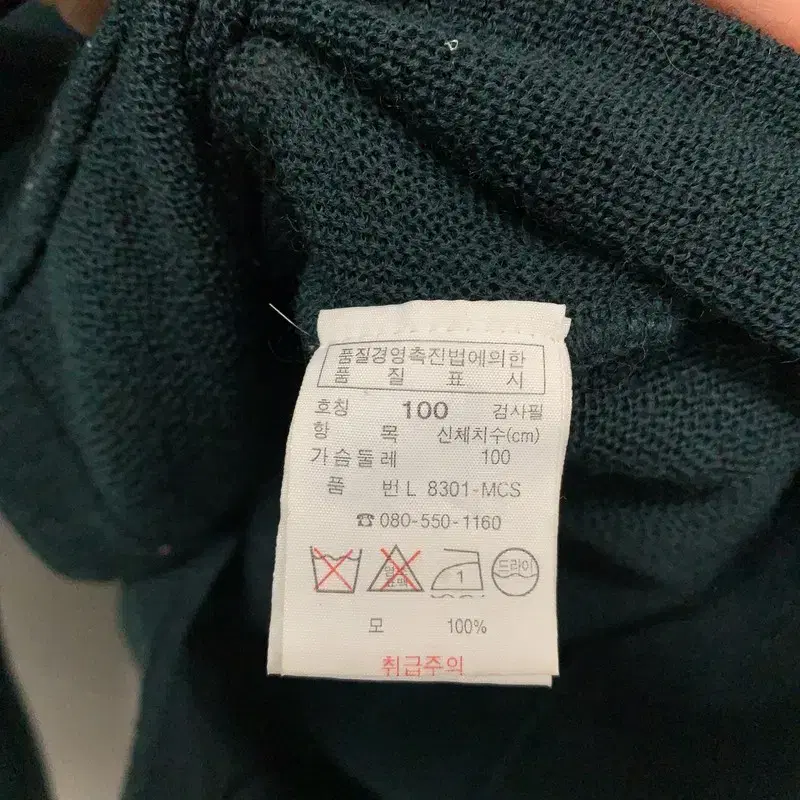 품질경영촉진법에의한
품 질 표 시
호칭 100 검사필
항 목 신체치수(cm)
가슴둘레 100
품 번 L 8301-MCS
☎ 080-550-1160
1 드라이
모 100%
취급주의